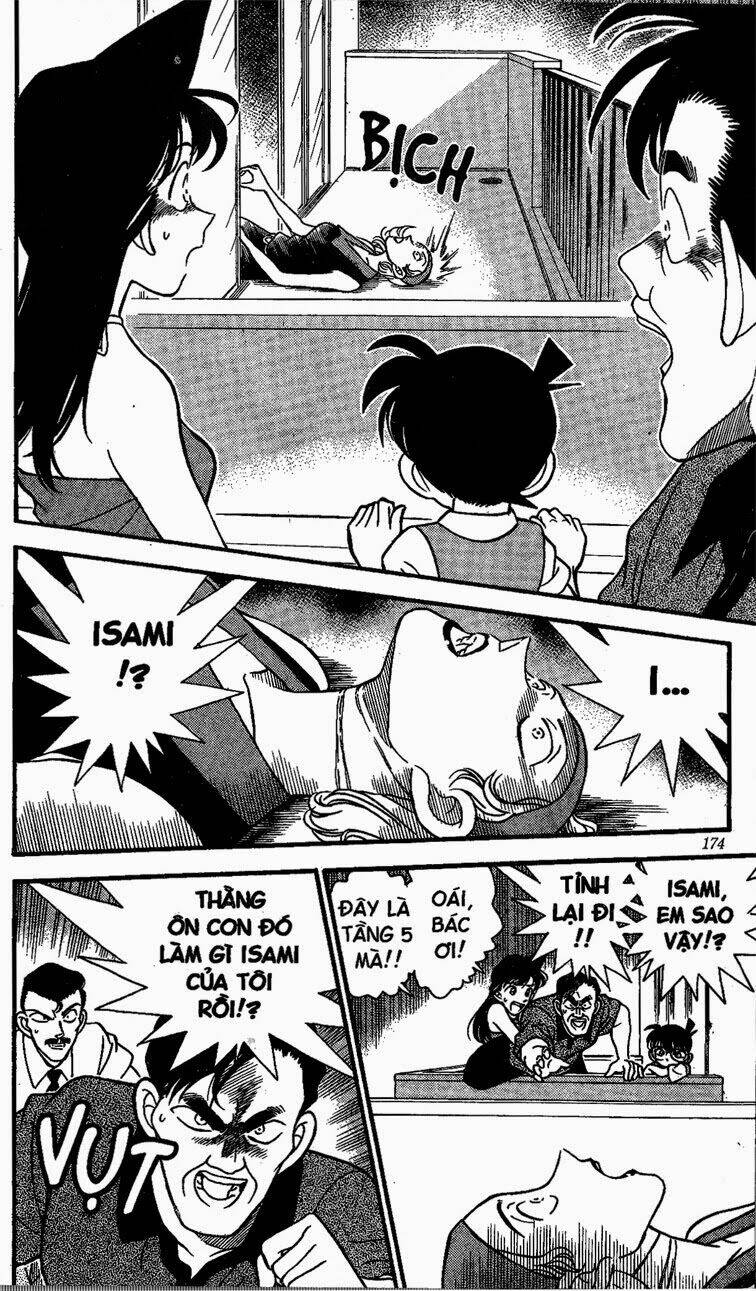 BỊCH
I...
ISAMI
!?
174
ISAMI,
EM SAO
VẬY!?
TỈNH
LẠI ĐI
!!
OÁI,
BÁC
ƠI!
ĐÂY LÀ
TẦNG 5
MÀ!!
THẰNG
ÔN CON ĐÓ
LÀM GÌ ISAMI
CỦA TÔI
RỒI!?
VỤT